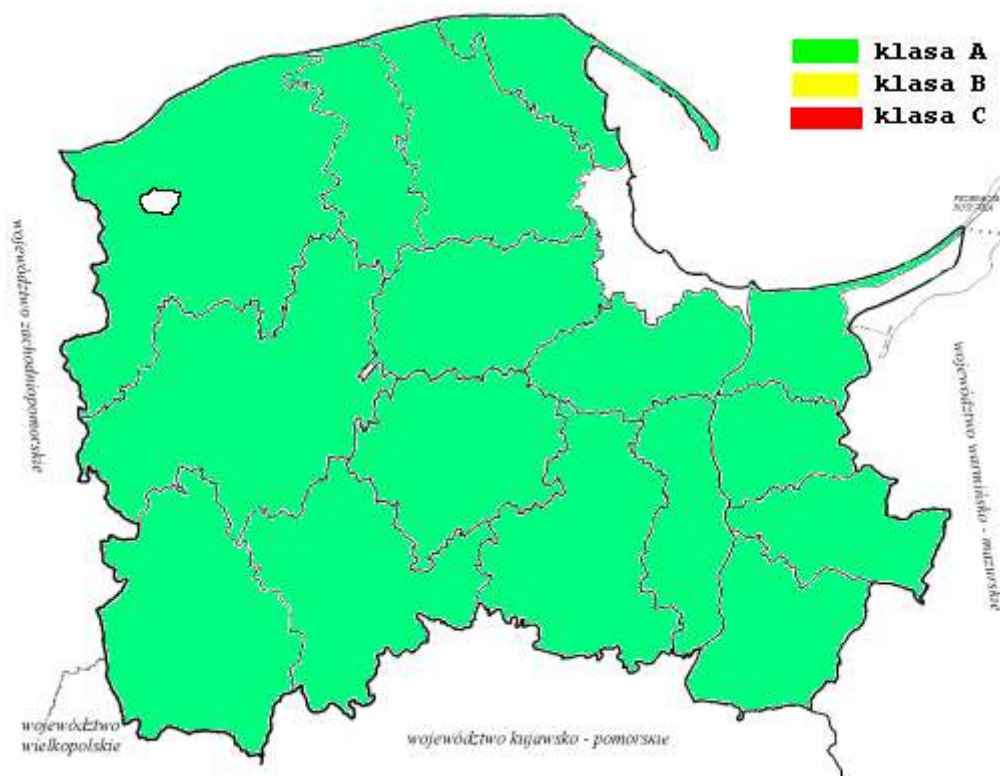 klasa A
klasa B
klasa C
województwo zachodniopomorskie
województwo warmińsko - mazurskie
województwo
wielkopolskie
województwo kujawsko - pomorskie